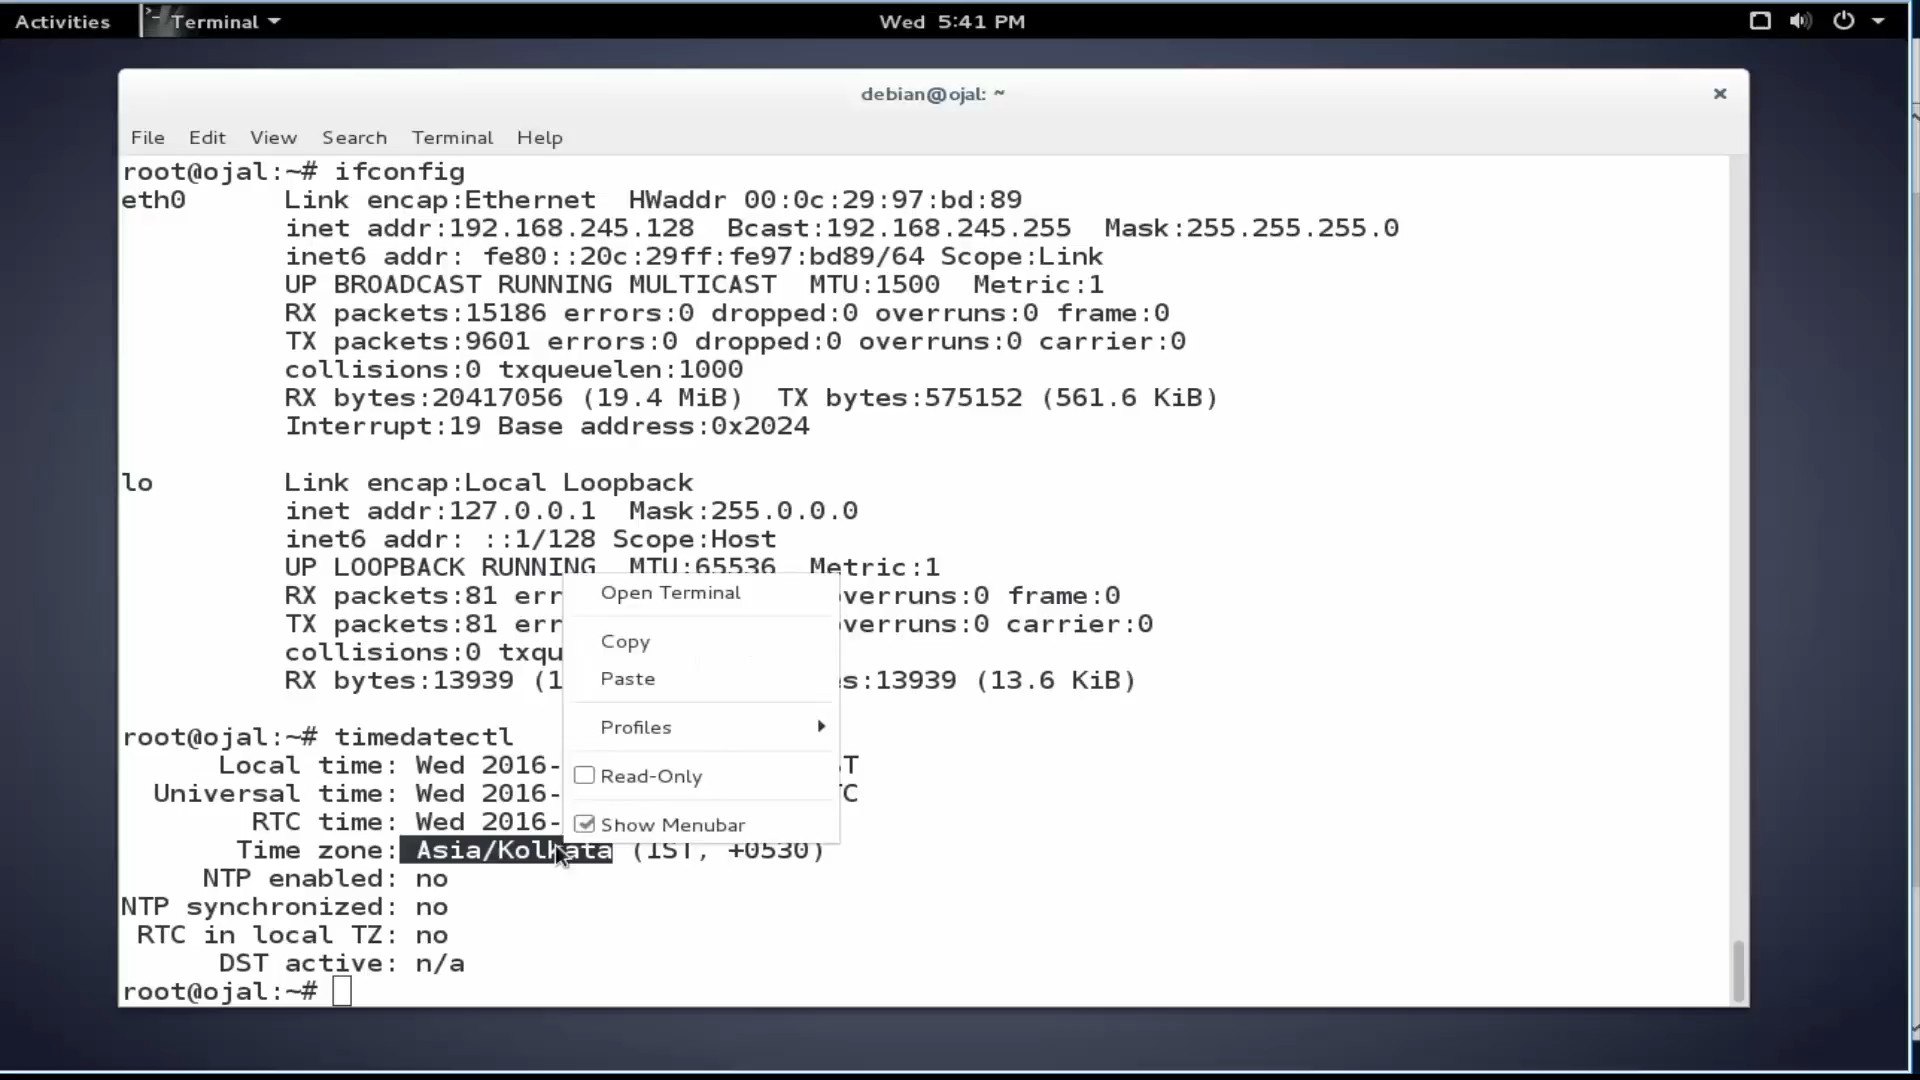 Activities Terminal Wed 5:41 PM
debian@ojal: ~
File Edit View Search Terminal Help
root@ojal:~# ifconfig
eth0 Link encap:Ethernet HWaddr 00:0c:29:97:bd:89
inet addr:192.168.245.128 Bcast:192.168.245.255 Mask:255.255.255.0
inet6 addr: fe80::20c:29ff:fe97:bd89/64 Scope:Link
UP BROADCAST RUNNING MULTICAST MTU:1500 Metric:1
RX packets:15186 errors:0 dropped:0 overruns:0 frame:0
TX packets:9601 errors:0 dropped:0 overruns:0 carrier:0
collisions:0 txqueuelen:1000
RX bytes:20417056 (19.4 MiB) TX bytes:575152 (561.6 KiB)
Interrupt:19 Base address:0x2024
lo Link encap:Local Loopback
inet addr:127.0.0.1 Mask:255.0.0.0
inet6 addr: ::1/128 Scope:Host
UP LOOPBACK RUNNING MTU:65536 Metric:1
RX packets:81 err verruns:0 frame:0
TX packets:81 err verruns:0 carrier:0
collisions:0 txqu
RX bytes:13939 (1 s:13939 (13.6 KiB)
Open Terminal
Copy
Paste
Profiles
Read-Only
Show Menubar
root@ojal:~# timedatectl
Local time: Wed 2016- T
Universal time: Wed 2016- C
RTC time: Wed 2016-
Time zone: Asia/Kolkata (IST, +0530)
NTP enabled: no
NTP synchronized: no
RTC in local TZ: no
DST active: n/a
root@ojal:~#